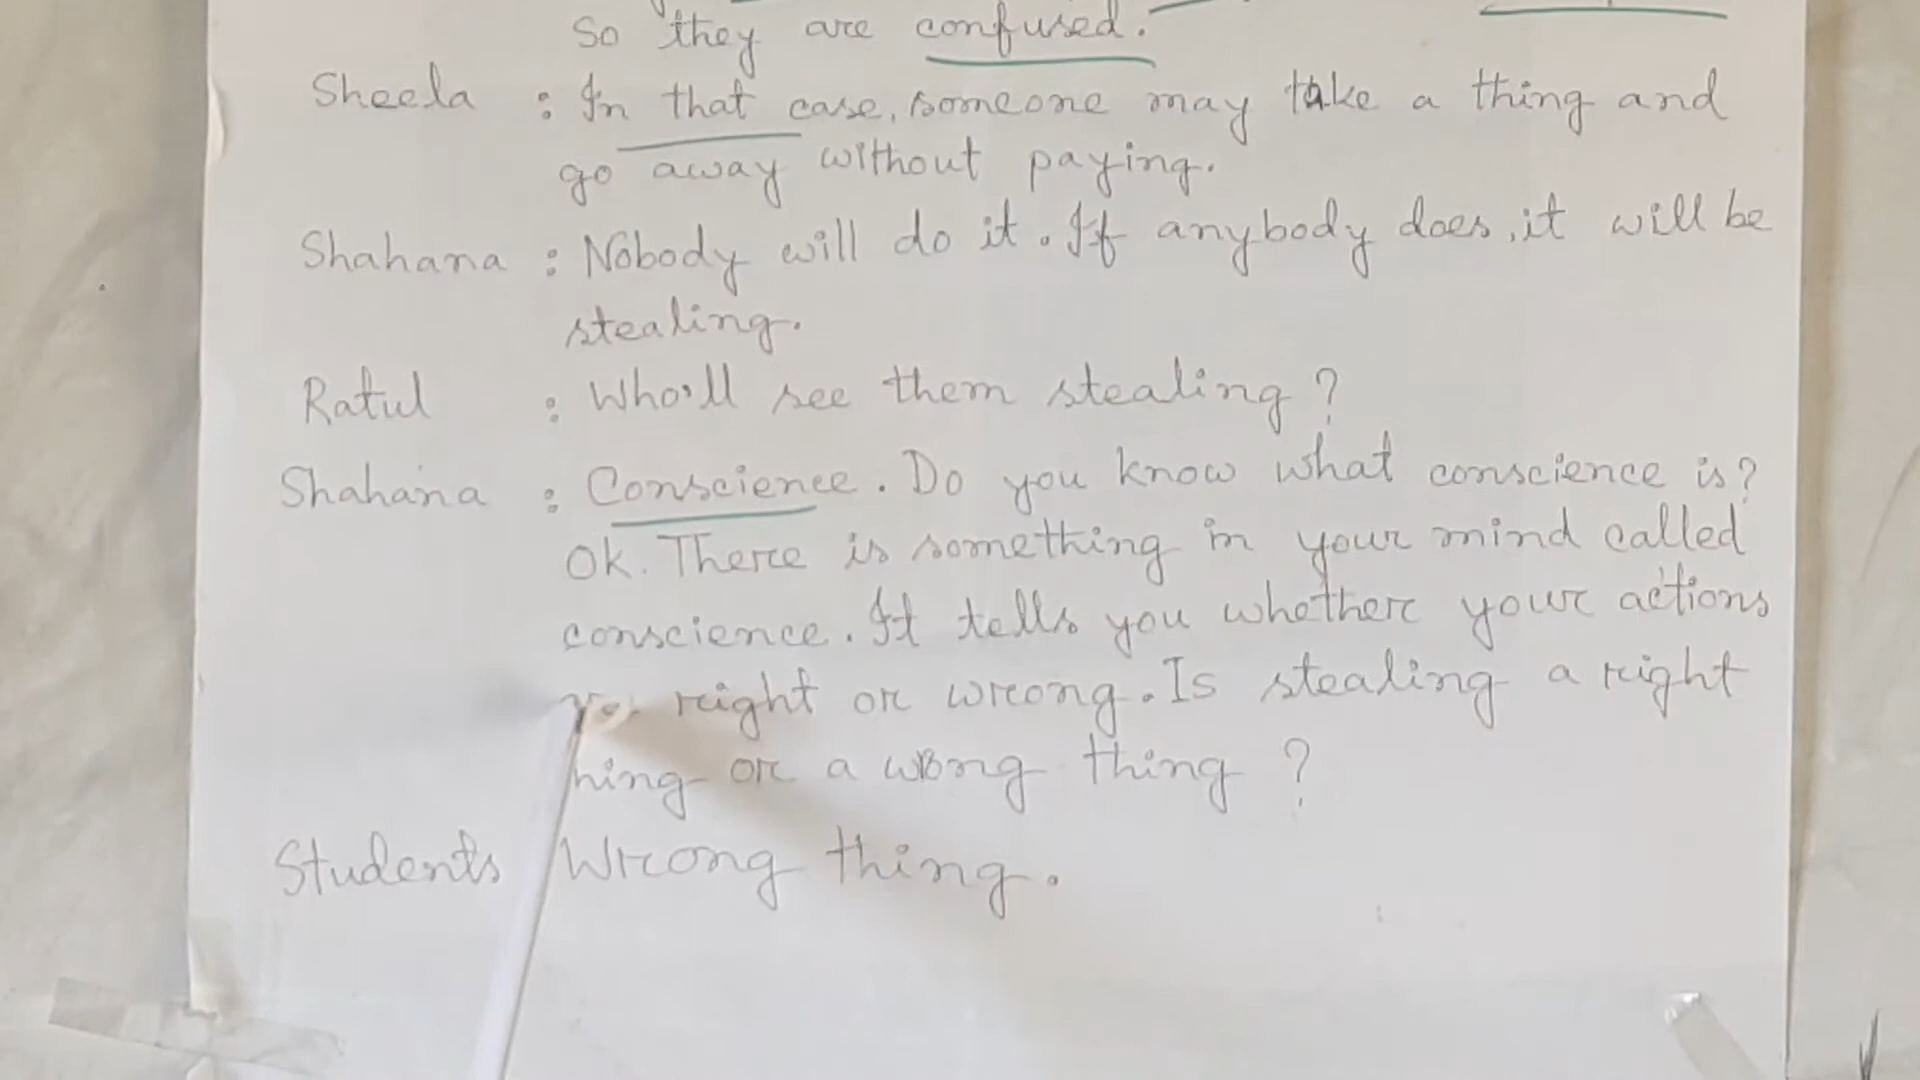 So they are confused.
Sheela : In that case, someone may take a thing and
go away without paying.
Shahana : Nobody will do it. If anybody does, it will be
stealing.
Ratul : Who'll see them stealing?
Shahana : Conscience. Do you know what conscience is?
Ok. There is something in your mind called
conscience. It tells you whether your actions
right or wrong. Is stealing a right
hing or a wrong thing?
Students Wrong thing.